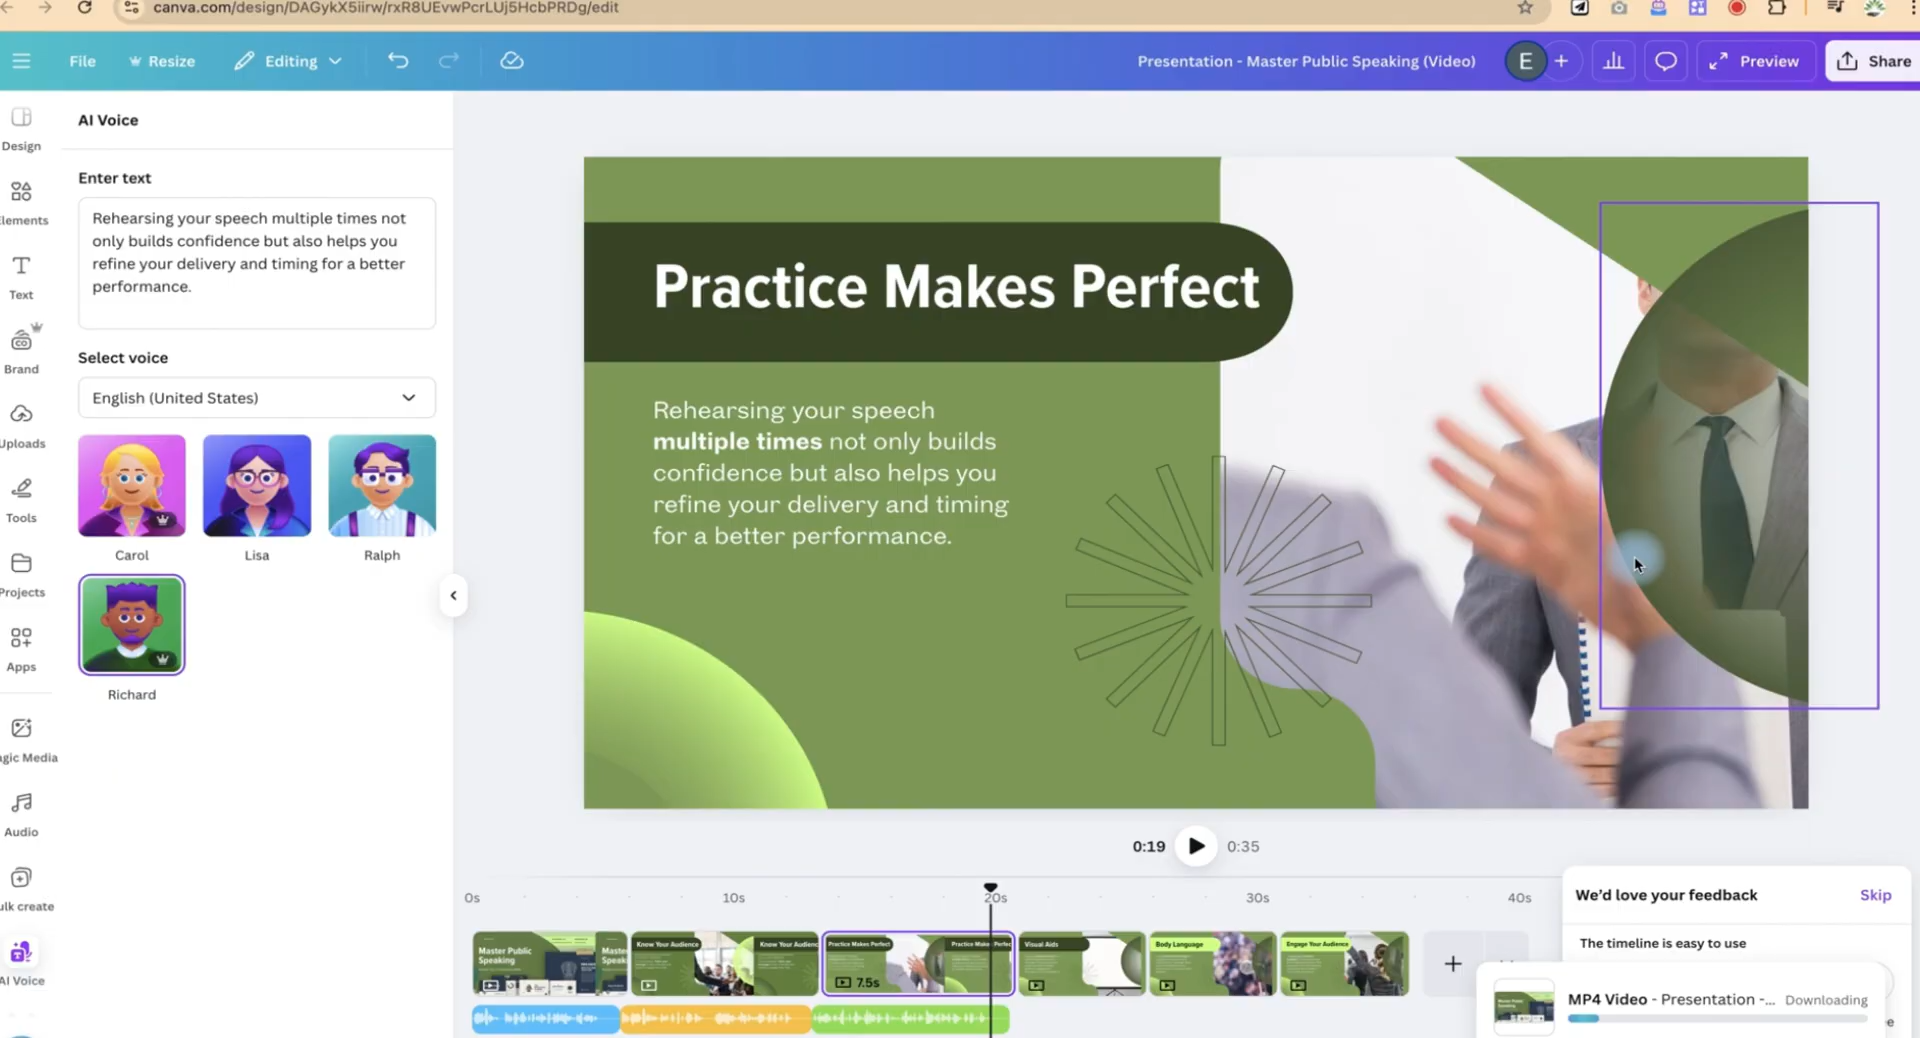 canva.com/design/DAGykX5iirw/rxR8UEvwPcrLUj5HcbPRDg/edit
File
Resize
Editing
Presentation - Master Public Speaking (Video)
E
Preview
Share
Design
Elements
Text
Brand
Uploads
Tools
Projects
Apps
agic Media
Audio
ulk create
AI Voice
AI Voice
Enter text
Rehearsing your speech multiple times not
only builds confidence but also helps you
refine your delivery and timing for a better
performance.
Select voice
English (United States)
Carol
Lisa
Ralph
Richard
Practice Makes Perfect
Rehearsing your speech
multiple times not only builds
confidence but also helps you
refine your delivery and timing
for a better performance.
0:19
0:35
0s
10s
20s
30s
40s
Master Public
Speaking
Know Your Audience
Know Your Audience
Practice Makes Perfect
7.5s
Practice Makes Perfec
Visual Aids
Body Language
Engage Your Audience
We'd love your feedback
Skip
The timeline is easy to use
MP4 Video - Presentation -...
Downloading